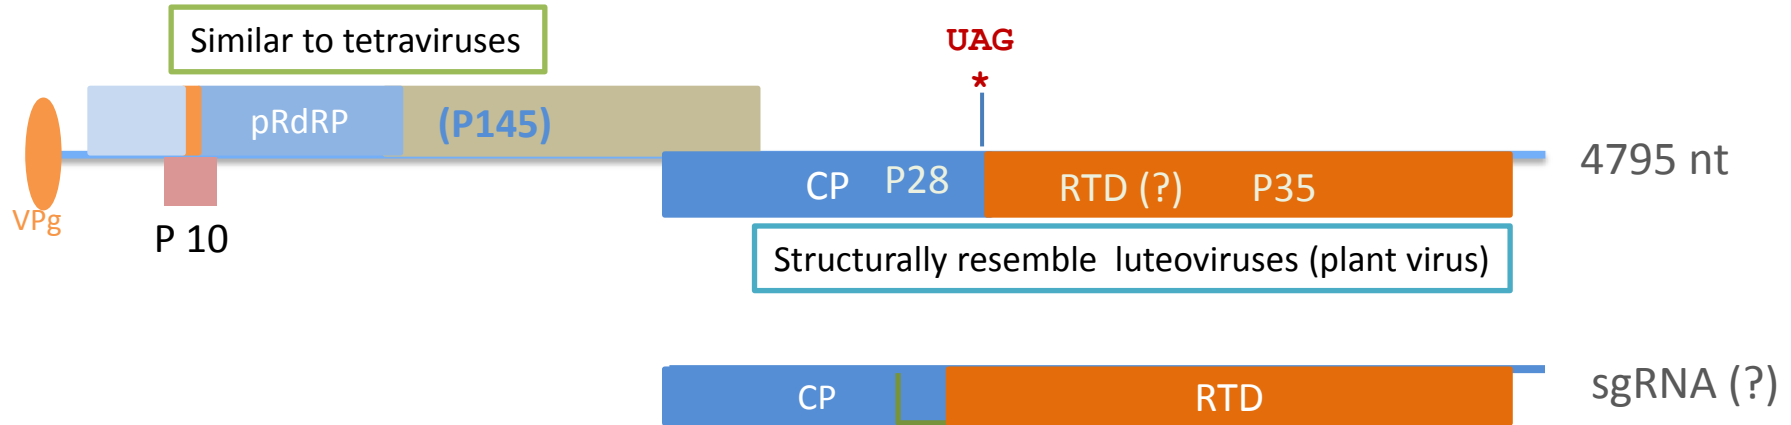 Similar to tetraviruses
UAG
*
pRdRP (P145)
VPg
P 10
CP P28 RTD (?) P35
4795 nt
Structurally resemble luteoviruses (plant virus)
CP RTD
sgRNA (?)